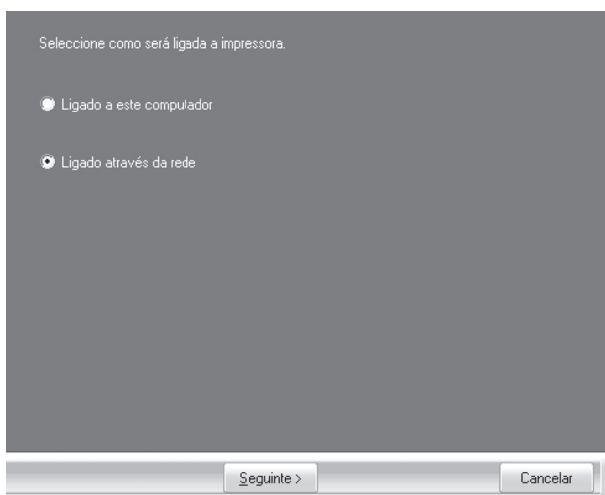 Seleccione como será ligada a impressora.
Ligado a este computador
Ligado através da rede
Seguinte >
Cancelar